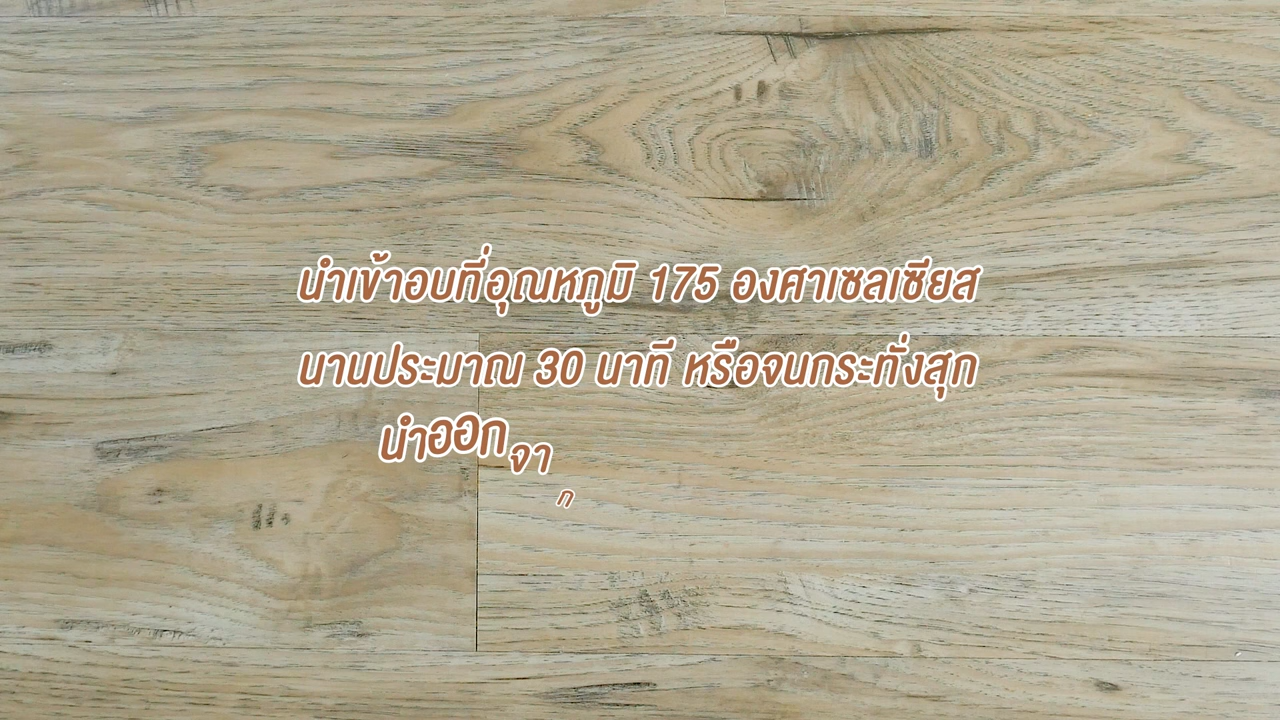 นำเข้าอบที่อุณหภูมิ 175 องศาเซลเซียส
นานประมาณ 30 นาที หรือจนกระทั่งสุก
นำออกจาก